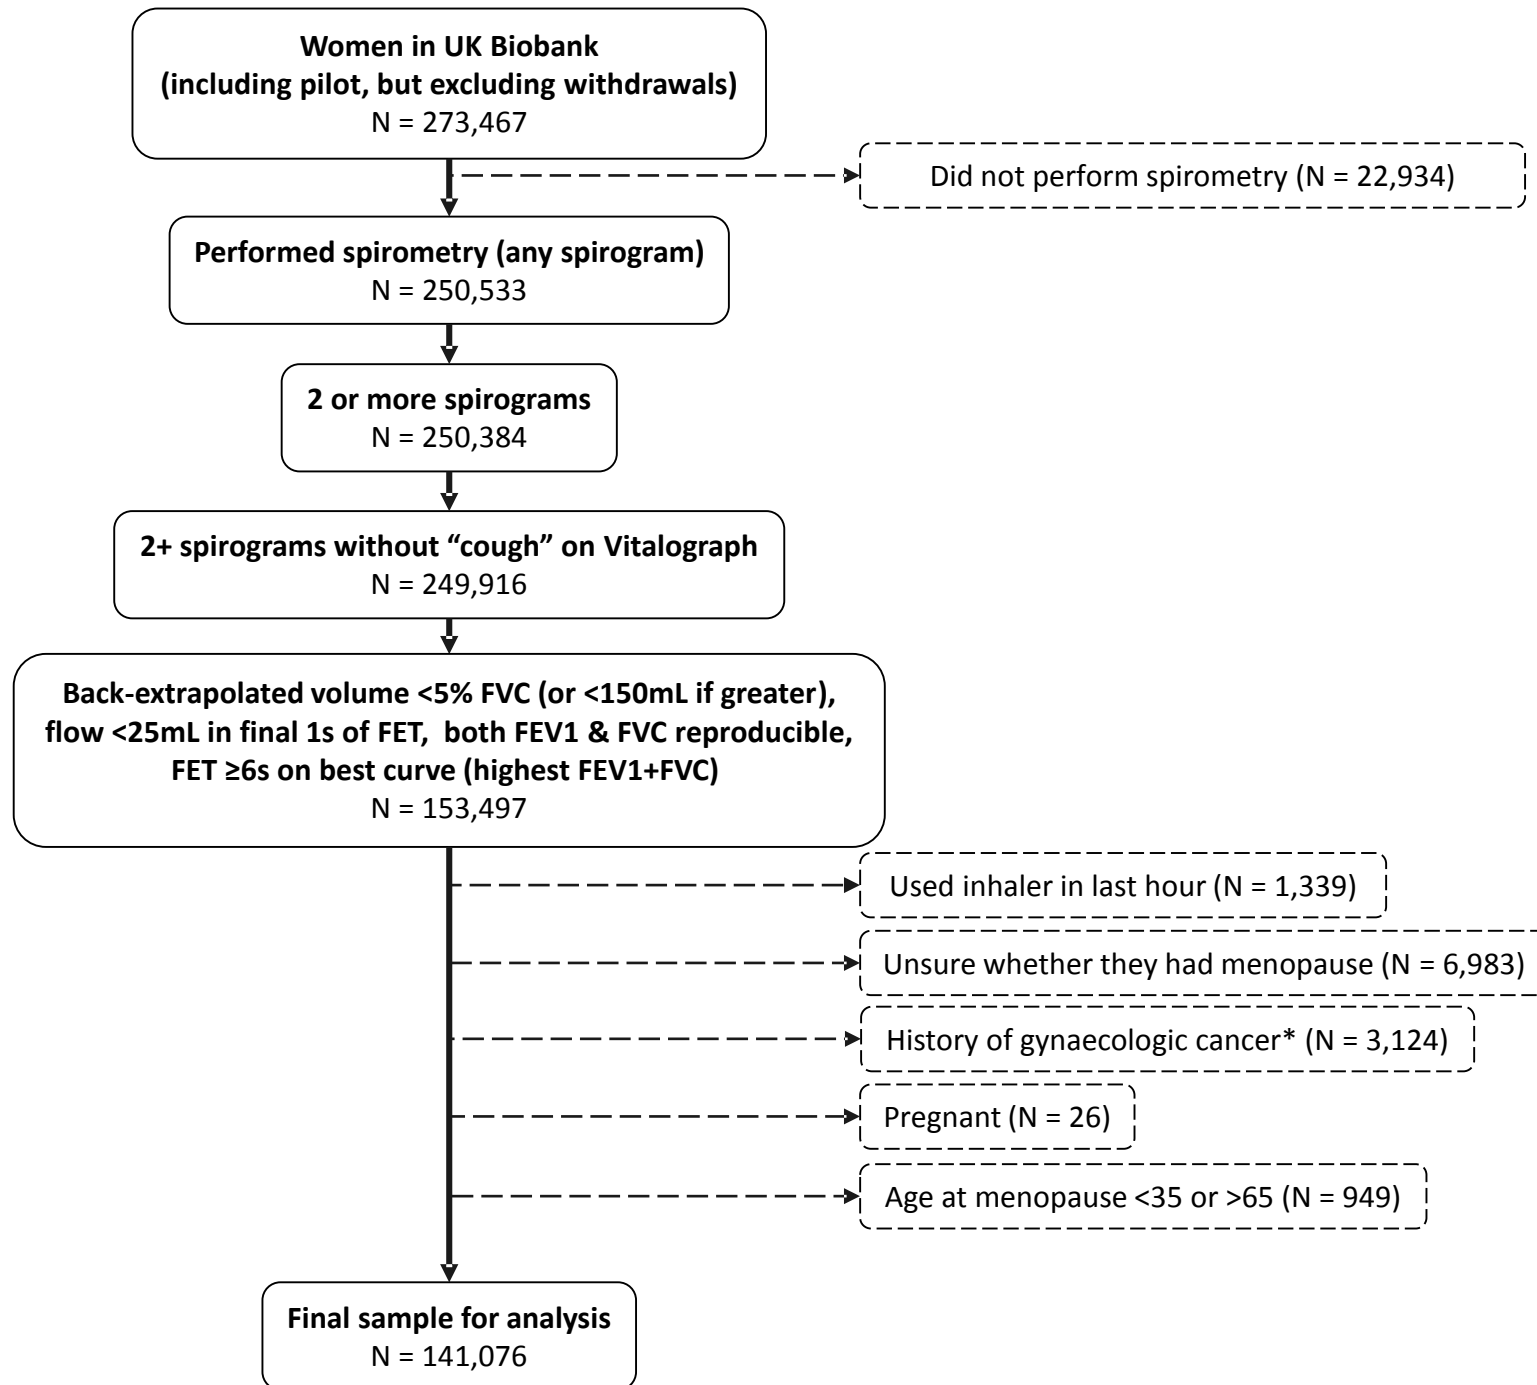 Women in UK Biobank
(including pilot, but excluding withdrawals)
N = 273,467
Did not perform spirometry (N = 22,934)
Performed spirometry (any spirogram)
N = 250,533
2 or more spirograms
N = 250,384
2+ spirograms without “cough” on Vitalograph
N = 249,916
Back-extrapolated volume <5% FVC (or <150mL if greater),
flow <25mL in final 1s of FET, both FEV1 & FVC reproducible,
FET ≥6s on best curve (highest FEV1+FVC)
N = 153,497
Used inhaler in last hour (N = 1,339)
Unsure whether they had menopause (N = 6,983)
History of gynaecologic cancer* (N = 3,124)
Pregnant (N = 26)
Age at menopause <35 or >65 (N = 949)
Final sample for analysis
N = 141,076